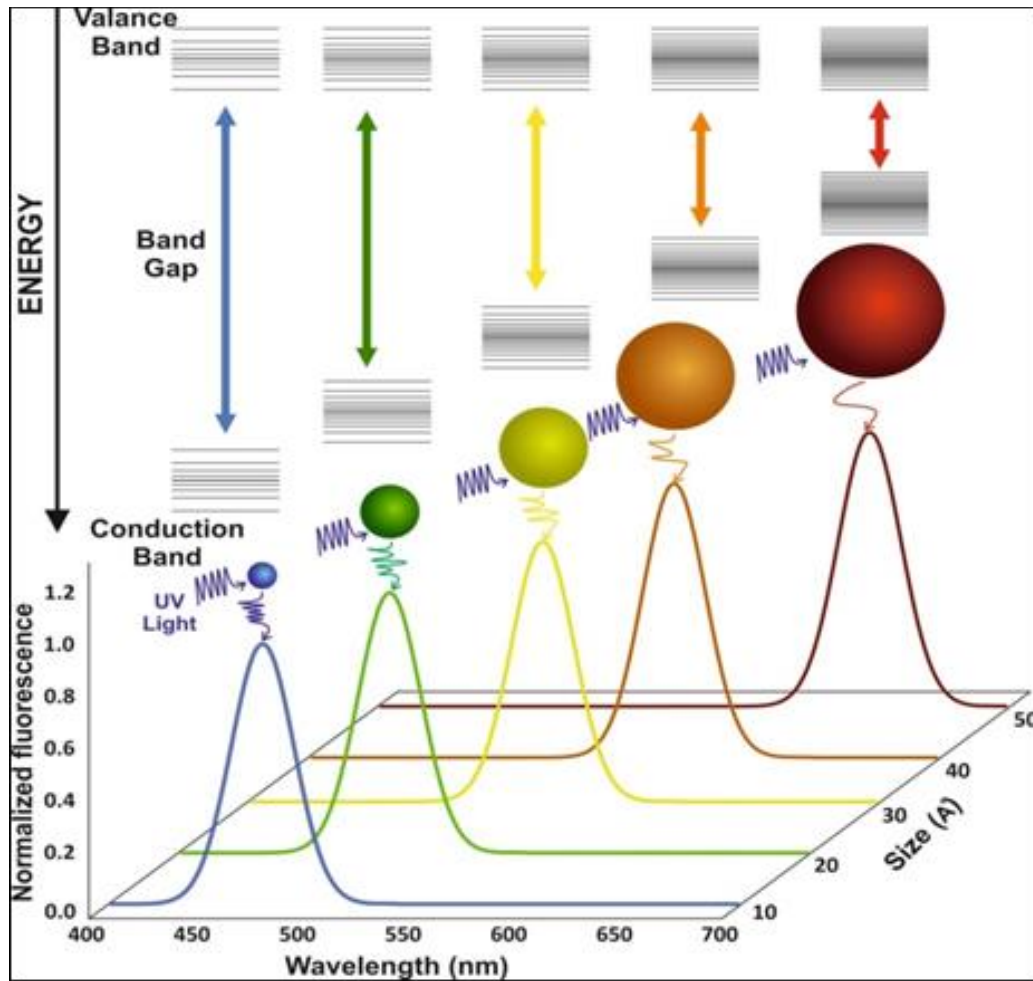 Valance
Band
ENERGY
Band
Gap
Conduction
Band
UV
Light
Normalized fluorescence
1.2
1.0
0.8
0.6
0.4
0.2
0.0
400
450
500
550
600
650
700
Wavelength (nm)
10
20
30
40
50
Size (A)